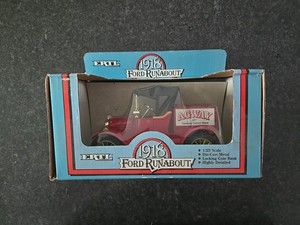 ERTL
1918
FORD RUNABOUT
AGWAY
ERTL
1918
FORD RUNABOUT
• 1/25 Scale
• Die-Cast Metal
• Locking Coin Bank
• Highly Detailed